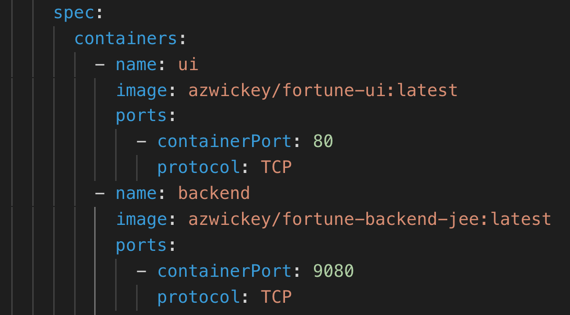 spec:
containers:
- name: ui
image: azwickey/fortune-ui:latest
ports:
- containerPort: 80
protocol: TCP
- name: backend
image: azwickey/fortune-backend-jee:latest
ports:
- containerPort: 9080
protocol: TCP